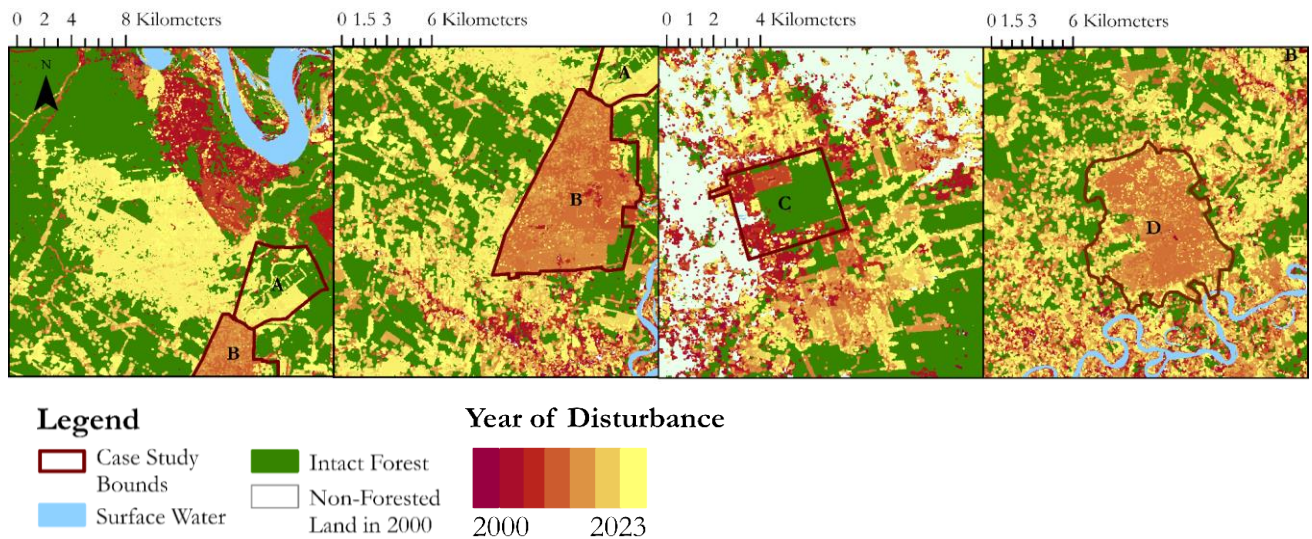 0 2 4 8 Kilometers
0 1.5 3 6 Kilometers
0 1 2 4 Kilometers
0 1.5 3 6 Kilometers
N
A
B
A
B
C
B
D
Legend
Case Study
Bounds
Surface Water
Intact Forest
Non-Forested
Land in 2000
Year of Disturbance
2000 2023